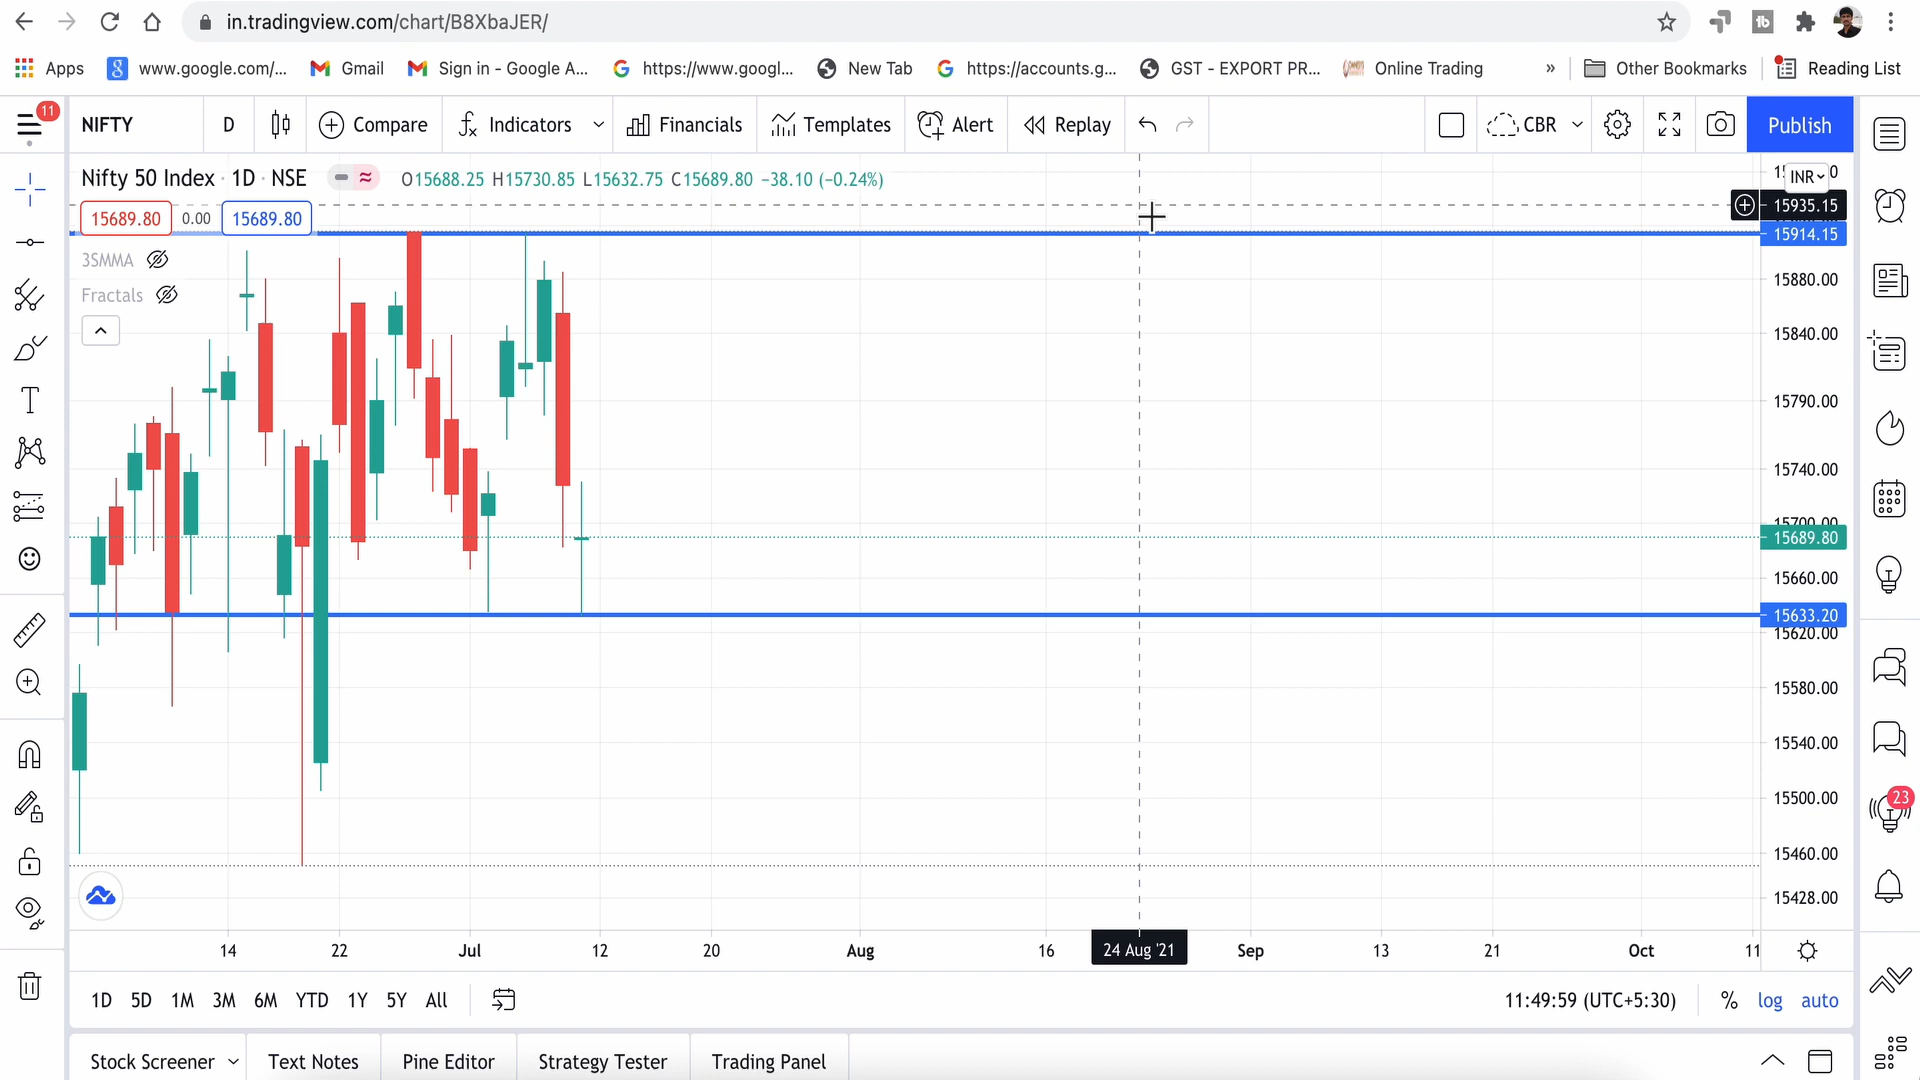 in.tradingview.com/chart/B8XbaJER/
Apps www.google.com/... Gmail Sign in - Google A... https://www.googl... New Tab https://accounts.g... GST - EXPORT PR... Online Trading » Other Bookmarks Reading List
11
NIFTY D Compare Indicators Financials Templates Alert Replay CBR Publish
Nifty 50 Index · 1D · NSE O15688.25 H15730.85 L15632.75 C15689.80 −38.10 (−0.24%)
INR
15689.80 0.00 15689.80
15935.15
15914.15
3SMMA
Fractals
15880.00
15840.00
15790.00
15740.00
15700.00
15689.80
15660.00
15633.20
15620.00
15580.00
15540.00
15500.00
23
15460.00
15428.00
14 22 Jul 12 20 Aug 16 24 Aug '21 Sep 13 21 Oct 11
1D 5D 1M 3M 6M YTD 1Y 5Y All 11:49:59 (UTC+5:30) % log auto
Stock Screener Text Notes Pine Editor Strategy Tester Trading Panel